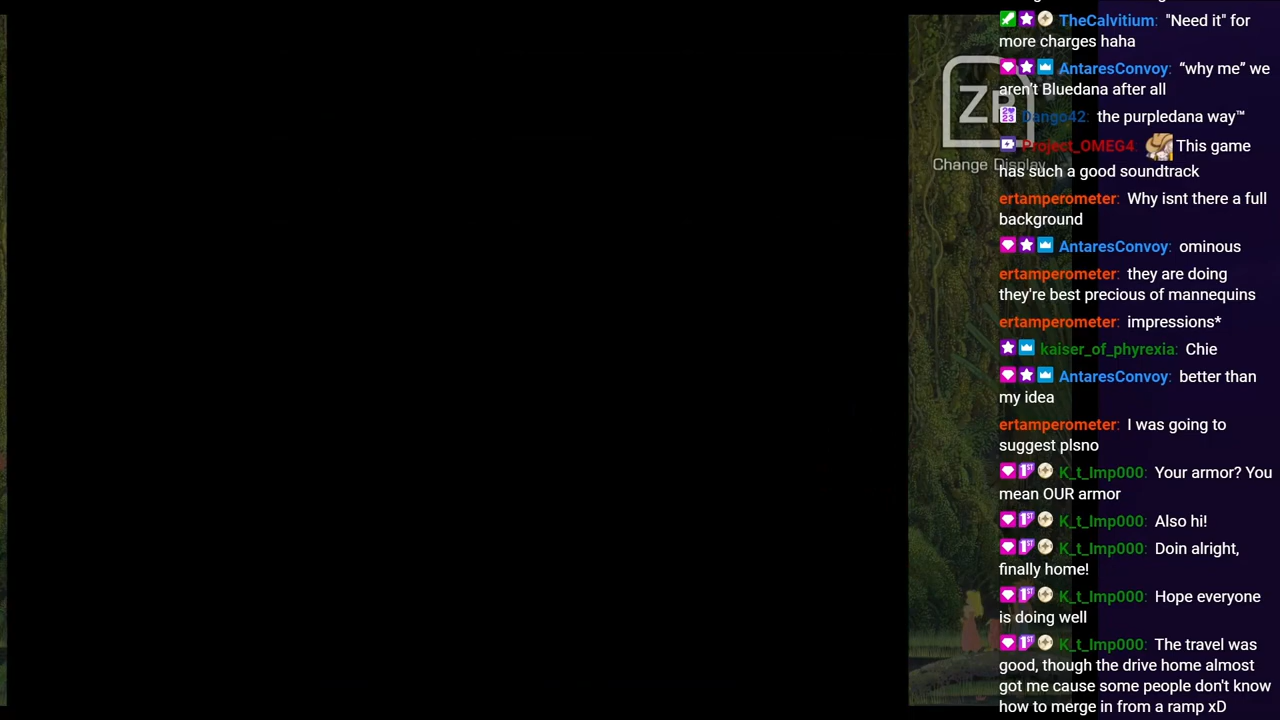 TheCalvitium: "Need it" for
more charges haha
AntaresConvoy: “why me” we
aren't Bluedana after all
Dango42: the purpledana way™
Project_OMEG4: This game
has such a good soundtrack
ertamperometer: Why isnt there a full
background
AntaresConvoy: ominous
ertamperometer: they are doing
they're best precious of mannequins
ertamperometer: impressions*
kaiser_of_phyrexia: Chie
AntaresConvoy: better than
my idea
ertamperometer: I was going to
suggest plsno
K_t_Imp000: Your armor? You
mean OUR armor
K_t_Imp000: Also hi!
K_t_Imp000: Doin alright,
finally home!
K_t_Imp000: Hope everyone
is doing well
K_t_Imp000: The travel was
good, though the drive home almost
got me cause some people don't know
how to merge in from a ramp xD
ZR
Change Display